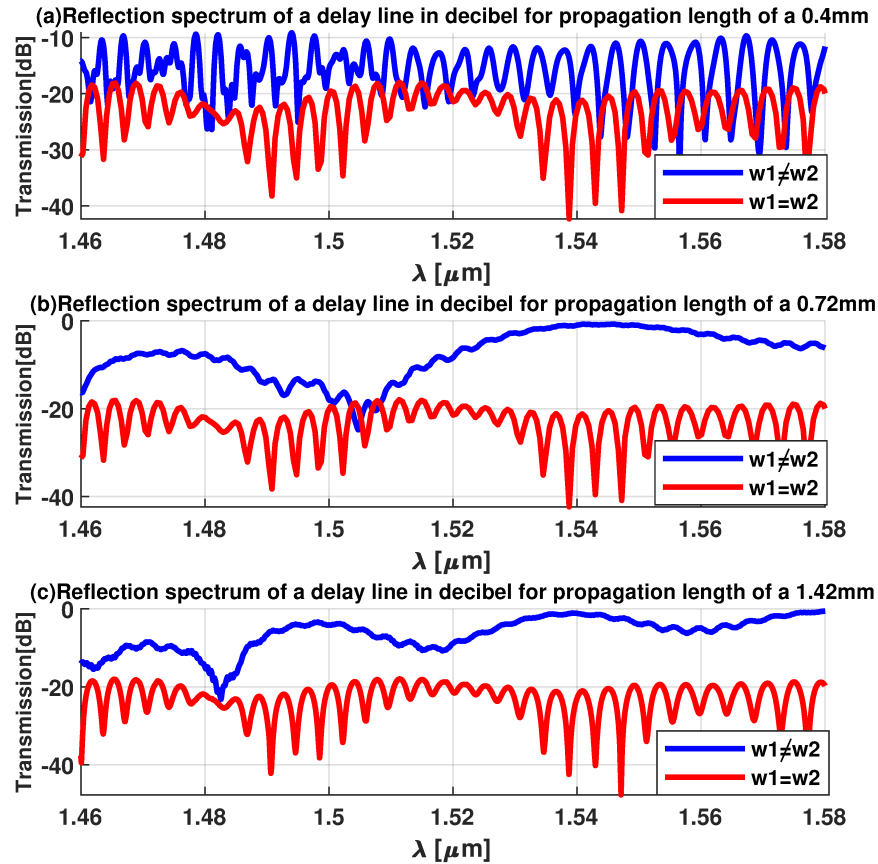 (a)Reflection spectrum of a delay line in decibel for propagation length of a 0.4mm
Transmission[dB]
-10
-20
-30
-40
w1≠w2
w1=w2
1.46 1.48 1.5 1.52 1.54 1.56 1.58
λ [μm]
(b)Reflection spectrum of a delay line in decibel for propagation length of a 0.72mm
Transmission[dB]
0
-20
-40
w1≠w2
w1=w2
1.46 1.48 1.5 1.52 1.54 1.56 1.58
λ [μm]
(c)Reflection spectrum of a delay line in decibel for propagation length of a 1.42mm
Transmission[dB]
0
-20
-40
w1≠w2
w1=w2
1.46 1.48 1.5 1.52 1.54 1.56 1.58
λ [μm]